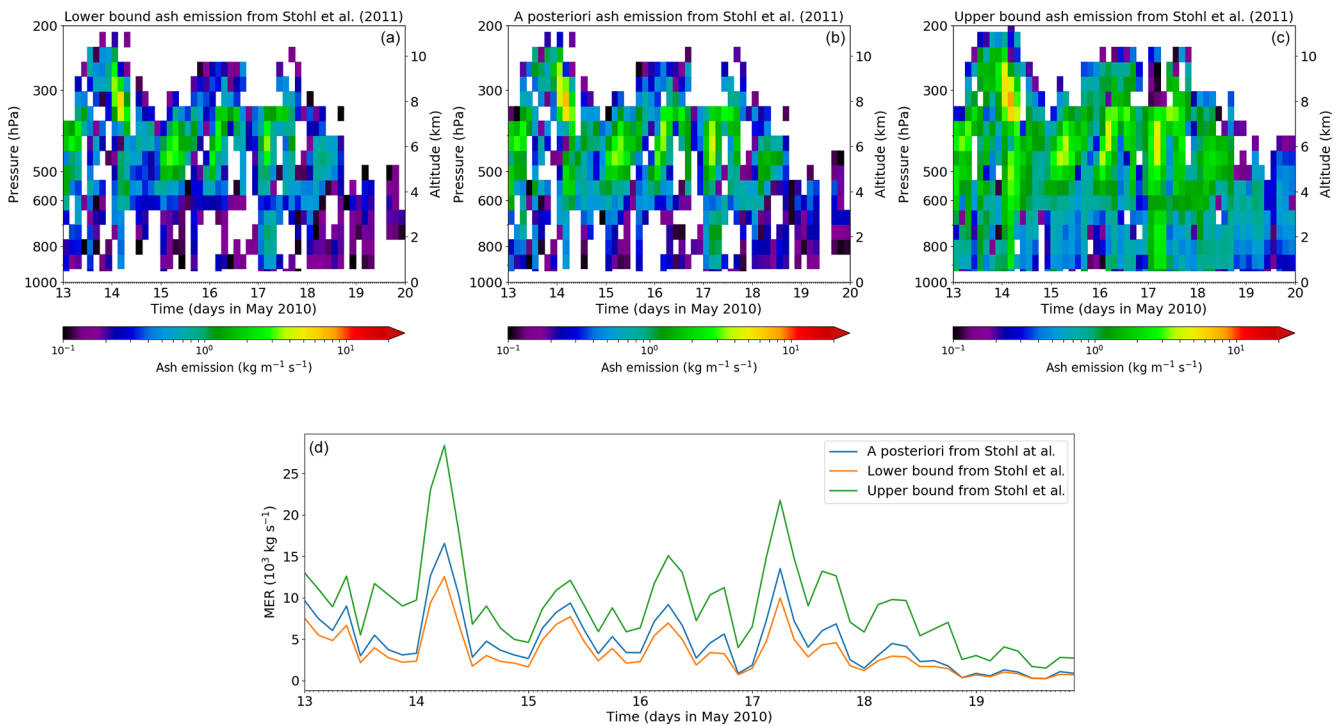 Lower bound ash emission from Stohl et al. (2011)
(a)
200
300
400
500
600
800
1000
Pressure (hPa)
10
8
6
4
2
0
Altitude (km)
13 14 15 16 17 18 19 20
Time (days in May 2010)
10⁻¹ 10⁰ 10¹
Ash emission (kg m⁻¹ s⁻¹)
A posteriori ash emission from Stohl et al. (2011)
(b)
200
300
400
500
600
800
1000
Pressure (hPa)
10
8
6
4
2
0
Altitude (km)
13 14 15 16 17 18 19 20
Time (days in May 2010)
10⁻¹ 10⁰ 10¹
Ash emission (kg m⁻¹ s⁻¹)
Upper bound ash emission from Stohl et al. (2011)
(c)
200
300
400
500
600
800
1000
Pressure (hPa)
10
8
6
4
2
0
Altitude (km)
13 14 15 16 17 18 19 20
Time (days in May 2010)
10⁻¹ 10⁰ 10¹
Ash emission (kg m⁻¹ s⁻¹)
(d)
A posteriori from Stohl at al.
Lower bound from Stohl et al.
Upper bound from Stohl et al.
25
20
15
10
5
0
MER (10³ kg s⁻¹)
13 14 15 16 17 18 19
Time (days in May 2010)